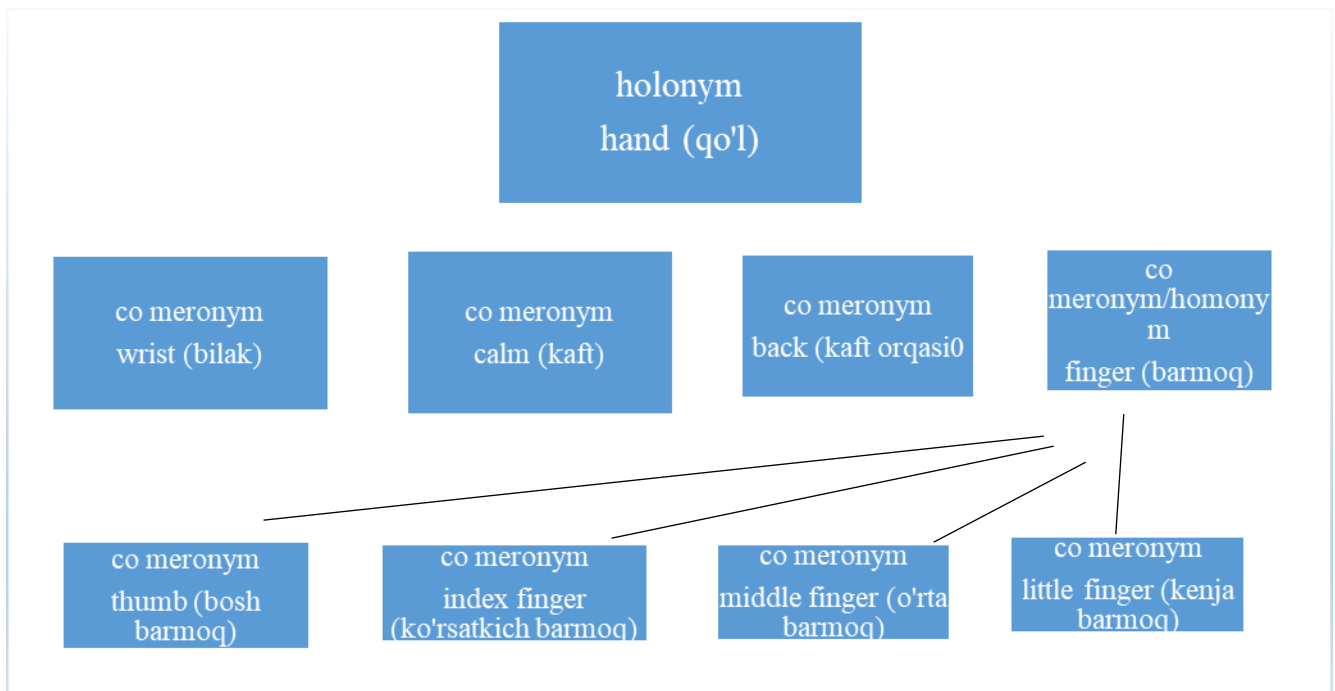 holonym
hand (qo'l)
co meronym
wrist (bilak)
co meronym
calm (kaft)
co meronym
back (kaft orqasi0
co
meronym/homony
m
finger (barmoq)
co meronym
thumb (bosh
barmoq)
co meronym
index finger
(ko'rsatkich barmoq)
co meronym
middle finger (o'rta
barmoq)
co meronym
little finger (kenja
barmoq)